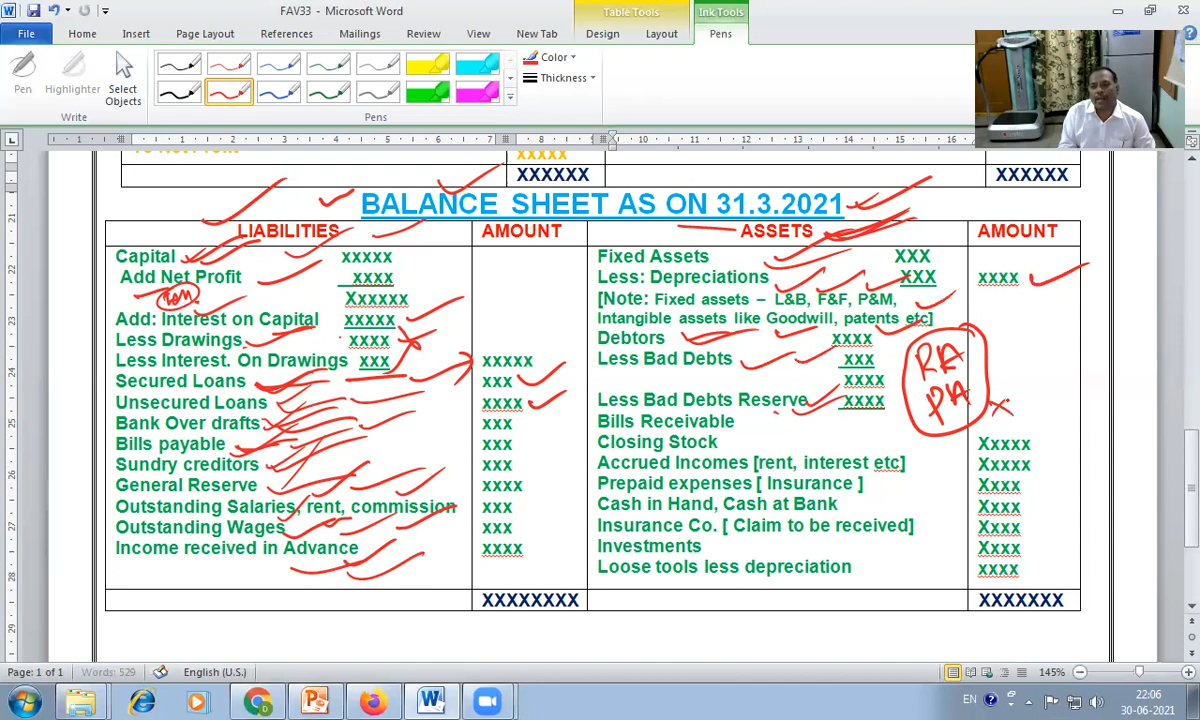 FAV33 - Microsoft Word
Table Tools
Ink Tools
File Home Insert Page Layout References Mailings Review View New Tab Design Layout Pens
Pen
Highlighter
Select Objects
Color
Thickness
Write
Pens
To Net Profit xxxxx
XXXXXX XXXXXX
BALANCE SHEET AS ON 31.3.2021
LIABILITIES AMOUNT ASSETS AMOUNT
Capital xxxxx Fixed Assets XXX
Add Net Profit xxxx Less: Depreciations XXX xxxx
Xxxxxx [Note: Fixed assets – L&B, F&F, P&M,
Add: Interest on Capital xxxxx Intangible assets like Goodwill, patents etc]
Less Drawings xxxx Debtors xxxx
Less Interest. On Drawings xxx xxxxx Less Bad Debts xxx
Secured Loans xxx xxxx
Unsecured Loans xxxx Less Bad Debts Reserve xxxx
RA
PA
Bank Over drafts xxx Bills Receivable
Bills payable xxx Closing Stock Xxxxx
Sundry creditors xxx Accrued Incomes [rent, interest etc] Xxxxx
General Reserve xxxx Prepaid expenses [ Insurance ] Xxxx
Outstanding Salaries, rent, commission xxx Cash in Hand, Cash at Bank Xxxx
Outstanding Wages xxx Insurance Co. [ Claim to be received] Xxxx
Income received in Advance xxxx Investments Xxxx
Loose tools less depreciation xxxx
XXXXXXXX XXXXXXX
Page: 1 of 1 Words: 529 English (U.S.) 145%
EN 22:06
30-06-2021